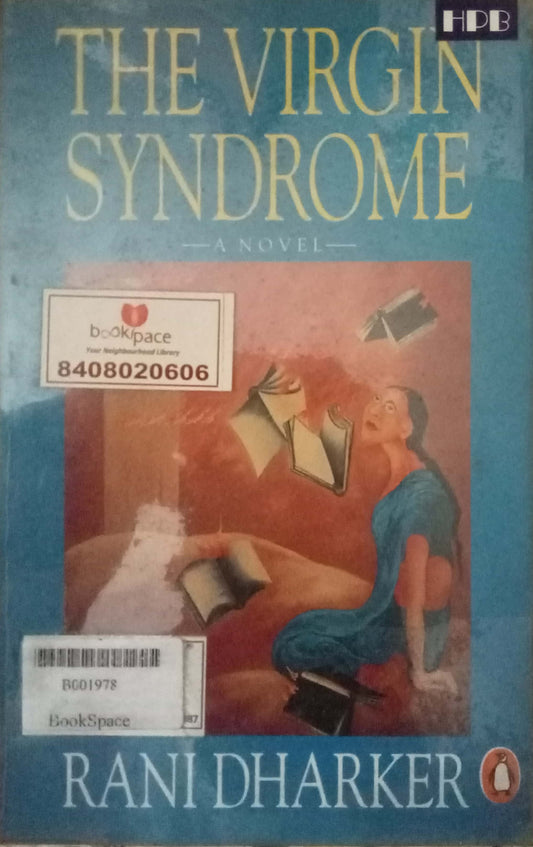 HPB
THE VIRGIN
SYNDROME
—A NOVEL—
bookspace
Your Neighbourhood Library
8408020606
B001978
BookSpace
RANI DHARKER